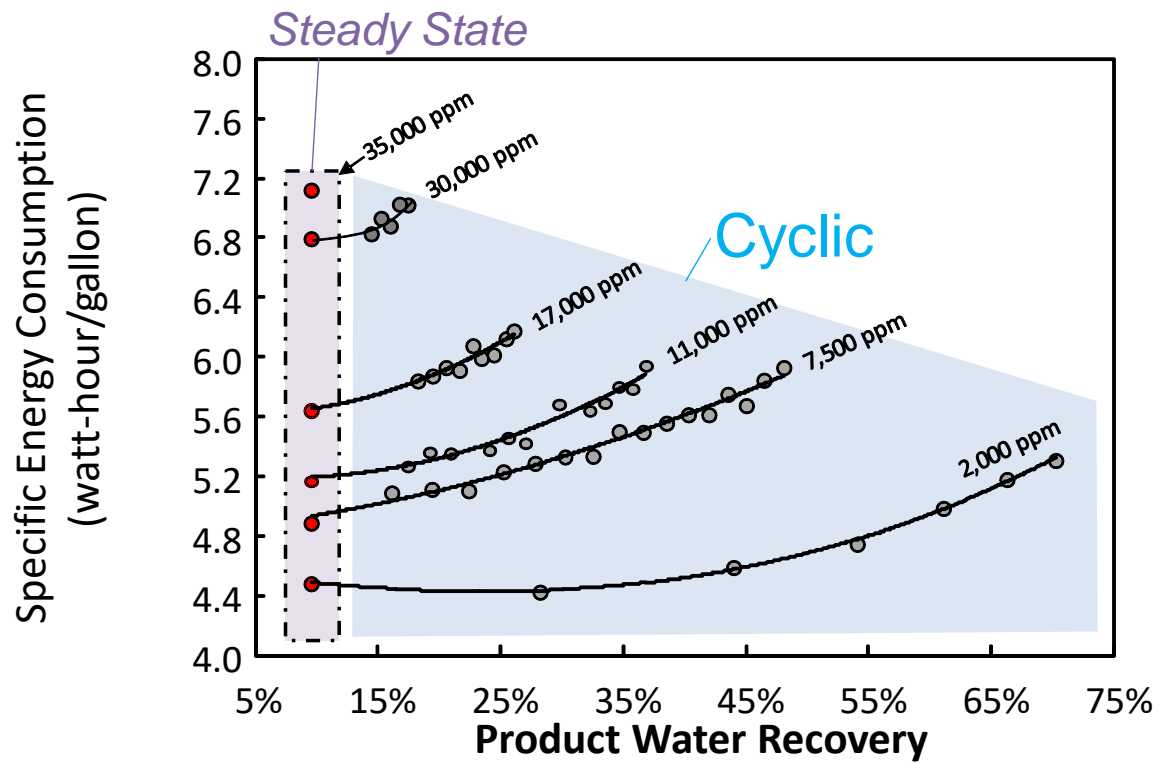 Steady State
8.0
7.6
7.2
6.8
6.4
6.0
5.6
5.2
4.8
4.4
4.0
Specific Energy Consumption
(watt-hour/gallon)
35,000 ppm
30,000 ppm
Cyclic
17,000 ppm
11,000 ppm
7,500 ppm
2,000 ppm
5% 15% 25% 35% 45% 55% 65% 75%
Product Water Recovery